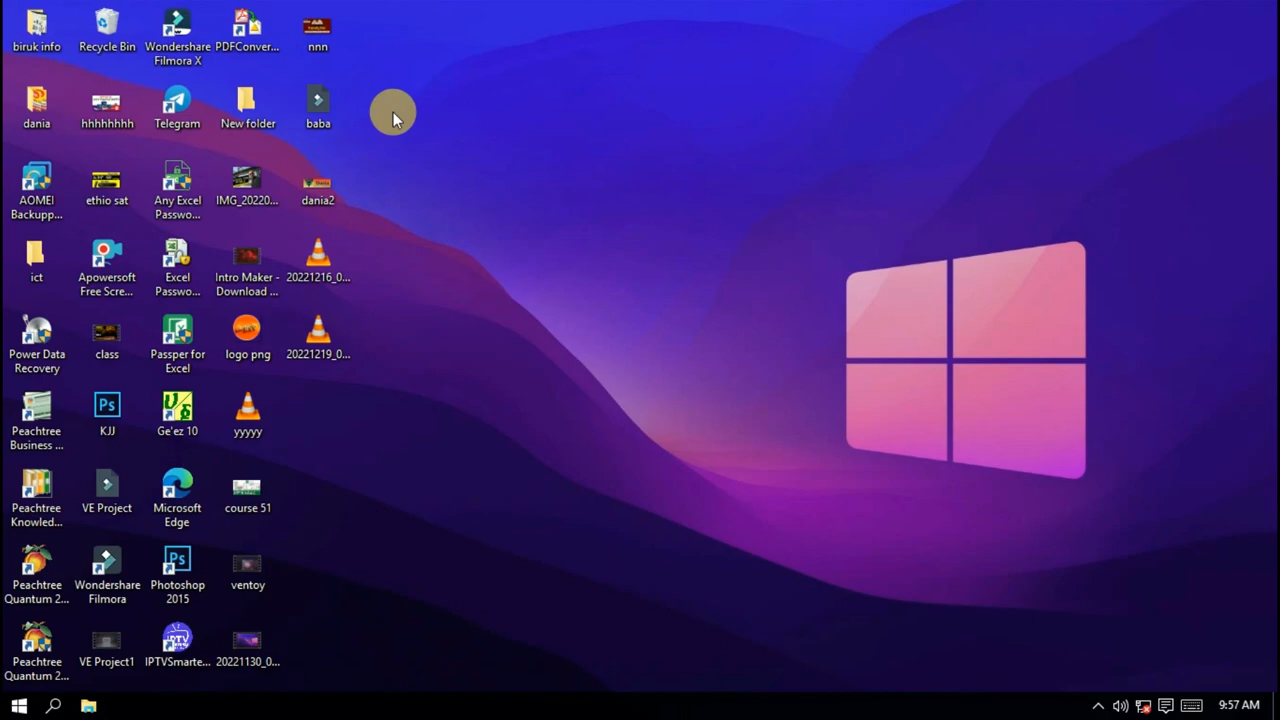 biruk info
Recycle Bin
Wondershare
Filmora X
PDFConver...
nnn
dania
hhhhhhhh
Telegram
New folder
baba
AOMEI
Backupp...
ethio sat
Any Excel
Passwo...
IMG_20220...
dania2
ict
Apowersoft
Free Scre...
Excel
Passwo...
Intro Maker -
Download ...
20221216_0...
Power Data
Recovery
class
Passper for
Excel
logo png
20221219_0...
Peachtree
Business ...
Ps
KJJ
Ge'ez 10
yyyyy
Peachtree
Knowled...
VE Project
Microsoft
Edge
course 51
Peachtree
Quantum 2...
Wondershare
Filmora
Ps
Photoshop
2015
ventoy
Peachtree
Quantum 2...
VE Project1
IPTV
IPTVSmarte...
20221130_0...
9:57 AM